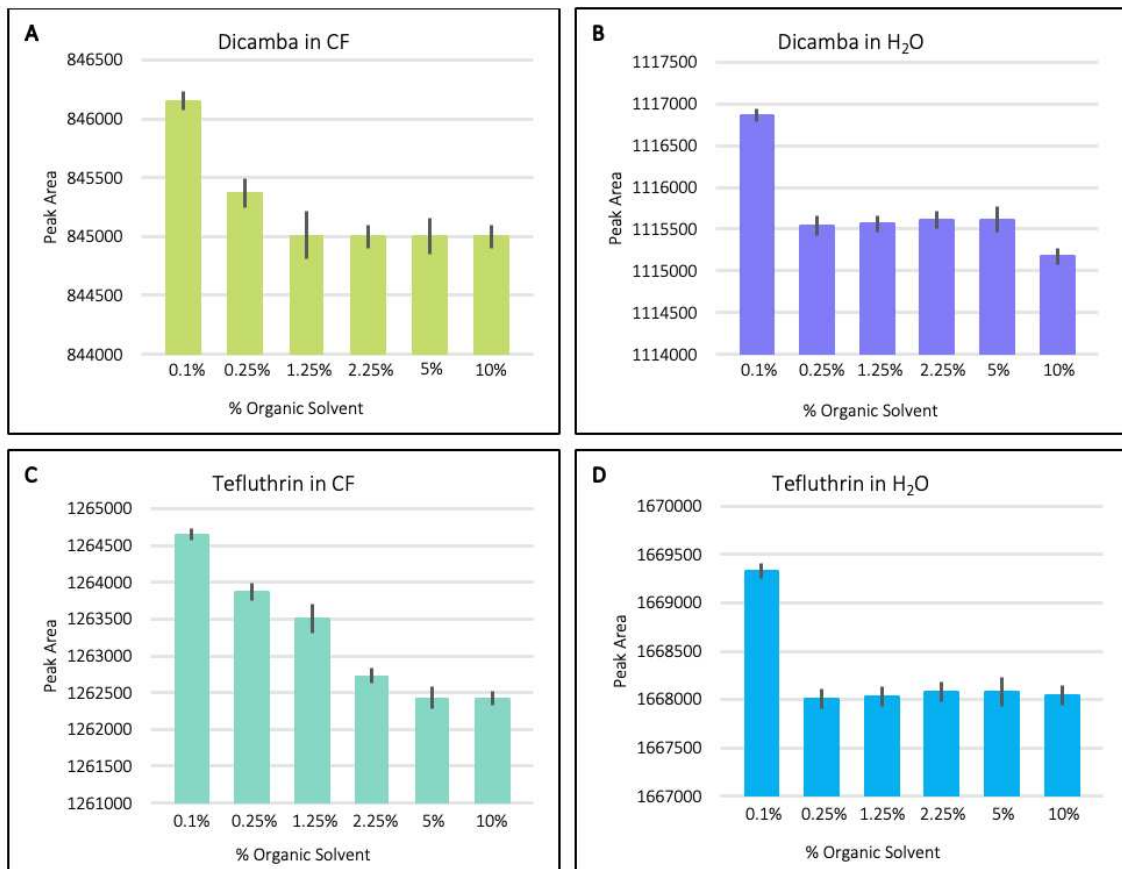 A
Dicamba in CF
846500
846000
845500
845000
844500
844000
Peak Area
0.1% 0.25% 1.25% 2.25% 5% 10%
% Organic Solvent
B
Dicamba in H₂O
1117500
1117000
1116500
1116000
1115500
1115000
1114500
1114000
Peak Area
0.1% 0.25% 1.25% 2.25% 5% 10%
% Organic Solvent
C
Tefluthrin in CF
1265000
1264500
1264000
1263500
1263000
1262500
1262000
1261500
1261000
Peak Area
0.1% 0.25% 1.25% 2.25% 5% 10%
% Organic Solvent
D
Tefluthrin in H₂O
1670000
1669500
1669000
1668500
1668000
1667500
1667000
Peak Area
0.1% 0.25% 1.25% 2.25% 5% 10%
% Organic Solvent